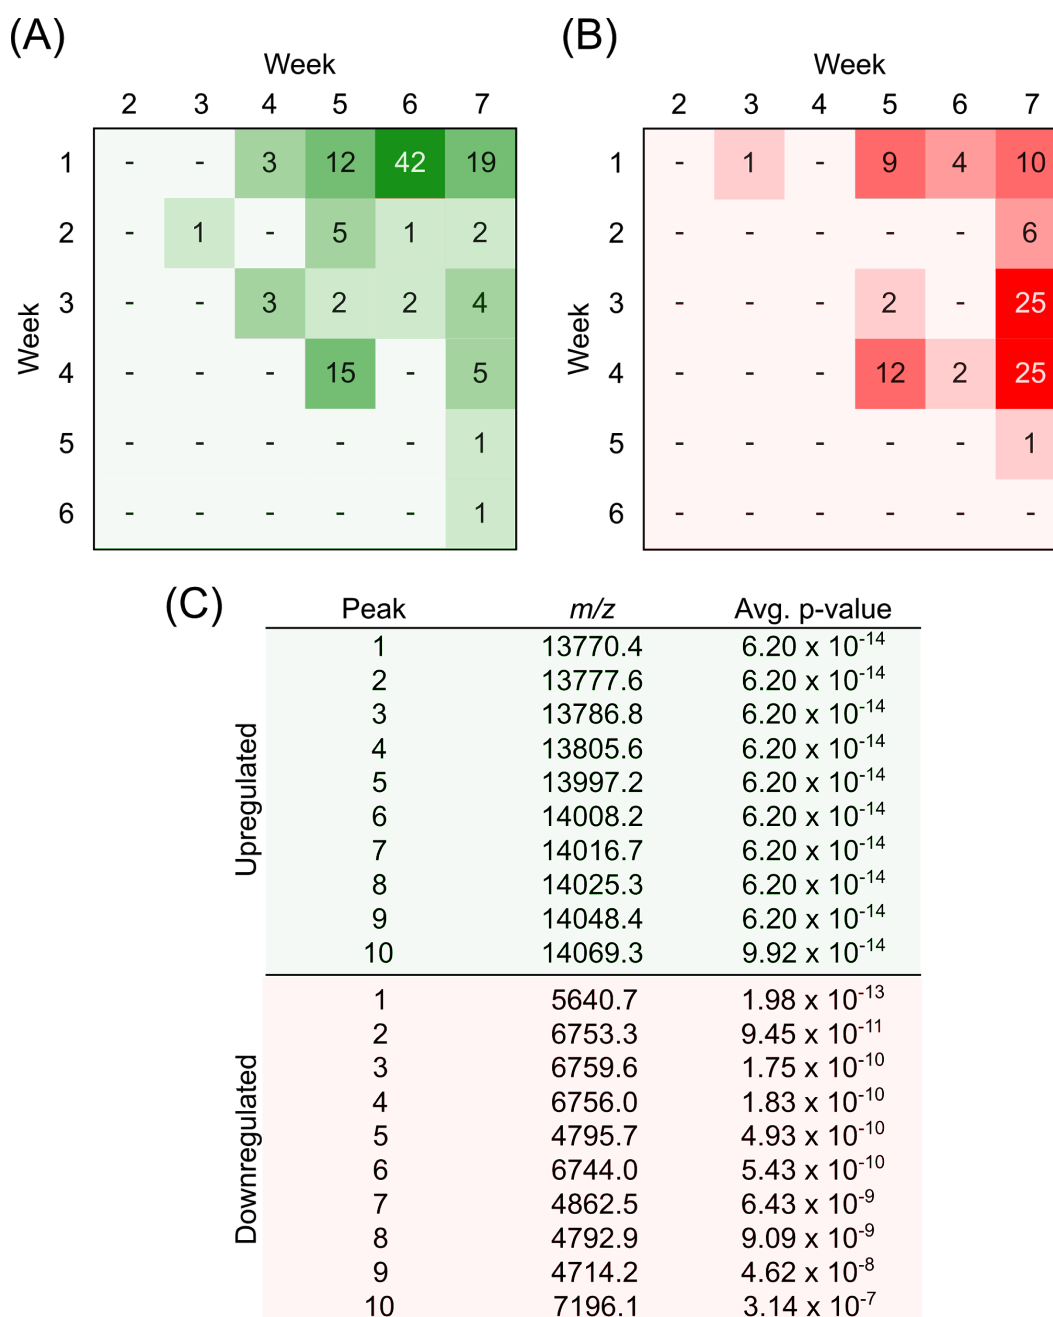 (A)
Week
2 3 4 5 6 7
Week
1 - - 3 12 42 19
2 - 1 - 5 1 2
3 - - 3 2 2 4
4 - - - 15 - 5
5 - - - - - 1
6 - - - - - 1
(B)
Week
2 3 4 5 6 7
Week
1 - 1 - 9 4 10
2 - - - - - 6
3 - - - 2 - 25
4 - - - 12 2 25
5 - - - - - 1
6 - - - - - -
(C)
Peak m/z Avg. p-value
Upregulated
1 13770.4 6.20 x 10⁻¹⁴
2 13777.6 6.20 x 10⁻¹⁴
3 13786.8 6.20 x 10⁻¹⁴
4 13805.6 6.20 x 10⁻¹⁴
5 13997.2 6.20 x 10⁻¹⁴
6 14008.2 6.20 x 10⁻¹⁴
7 14016.7 6.20 x 10⁻¹⁴
8 14025.3 6.20 x 10⁻¹⁴
9 14048.4 6.20 x 10⁻¹⁴
10 14069.3 9.92 x 10⁻¹⁴
Downregulated
1 5640.7 1.98 x 10⁻¹³
2 6753.3 9.45 x 10⁻¹¹
3 6759.6 1.75 x 10⁻¹⁰
4 6756.0 1.83 x 10⁻¹⁰
5 4795.7 4.93 x 10⁻¹⁰
6 6744.0 5.43 x 10⁻¹⁰
7 4862.5 6.43 x 10⁻⁹
8 4792.9 9.09 x 10⁻⁹
9 4714.2 4.62 x 10⁻⁸
10 7196.1 3.14 x 10⁻⁷